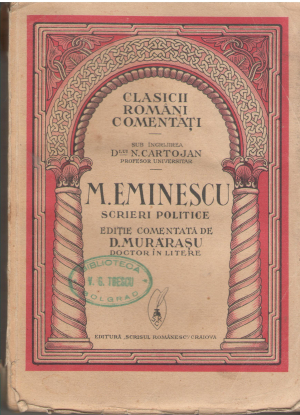 CLASICII
ROMÂNI
COMENTAȚI
SUB ÎNGRIJIREA
D-LUI N. CARTOJAN
PROFESOR UNIVERSITAR
M. EMINESCU
SCRIERI POLITICE
EDIȚIE COMENTATĂ DE
D. MURĂRAȘU
DOCTOR ÎN LITERE
BIBLIOTECA
BOLGRAD
EDITURA „SCRISUL ROMÂNESC" CRAIOVA